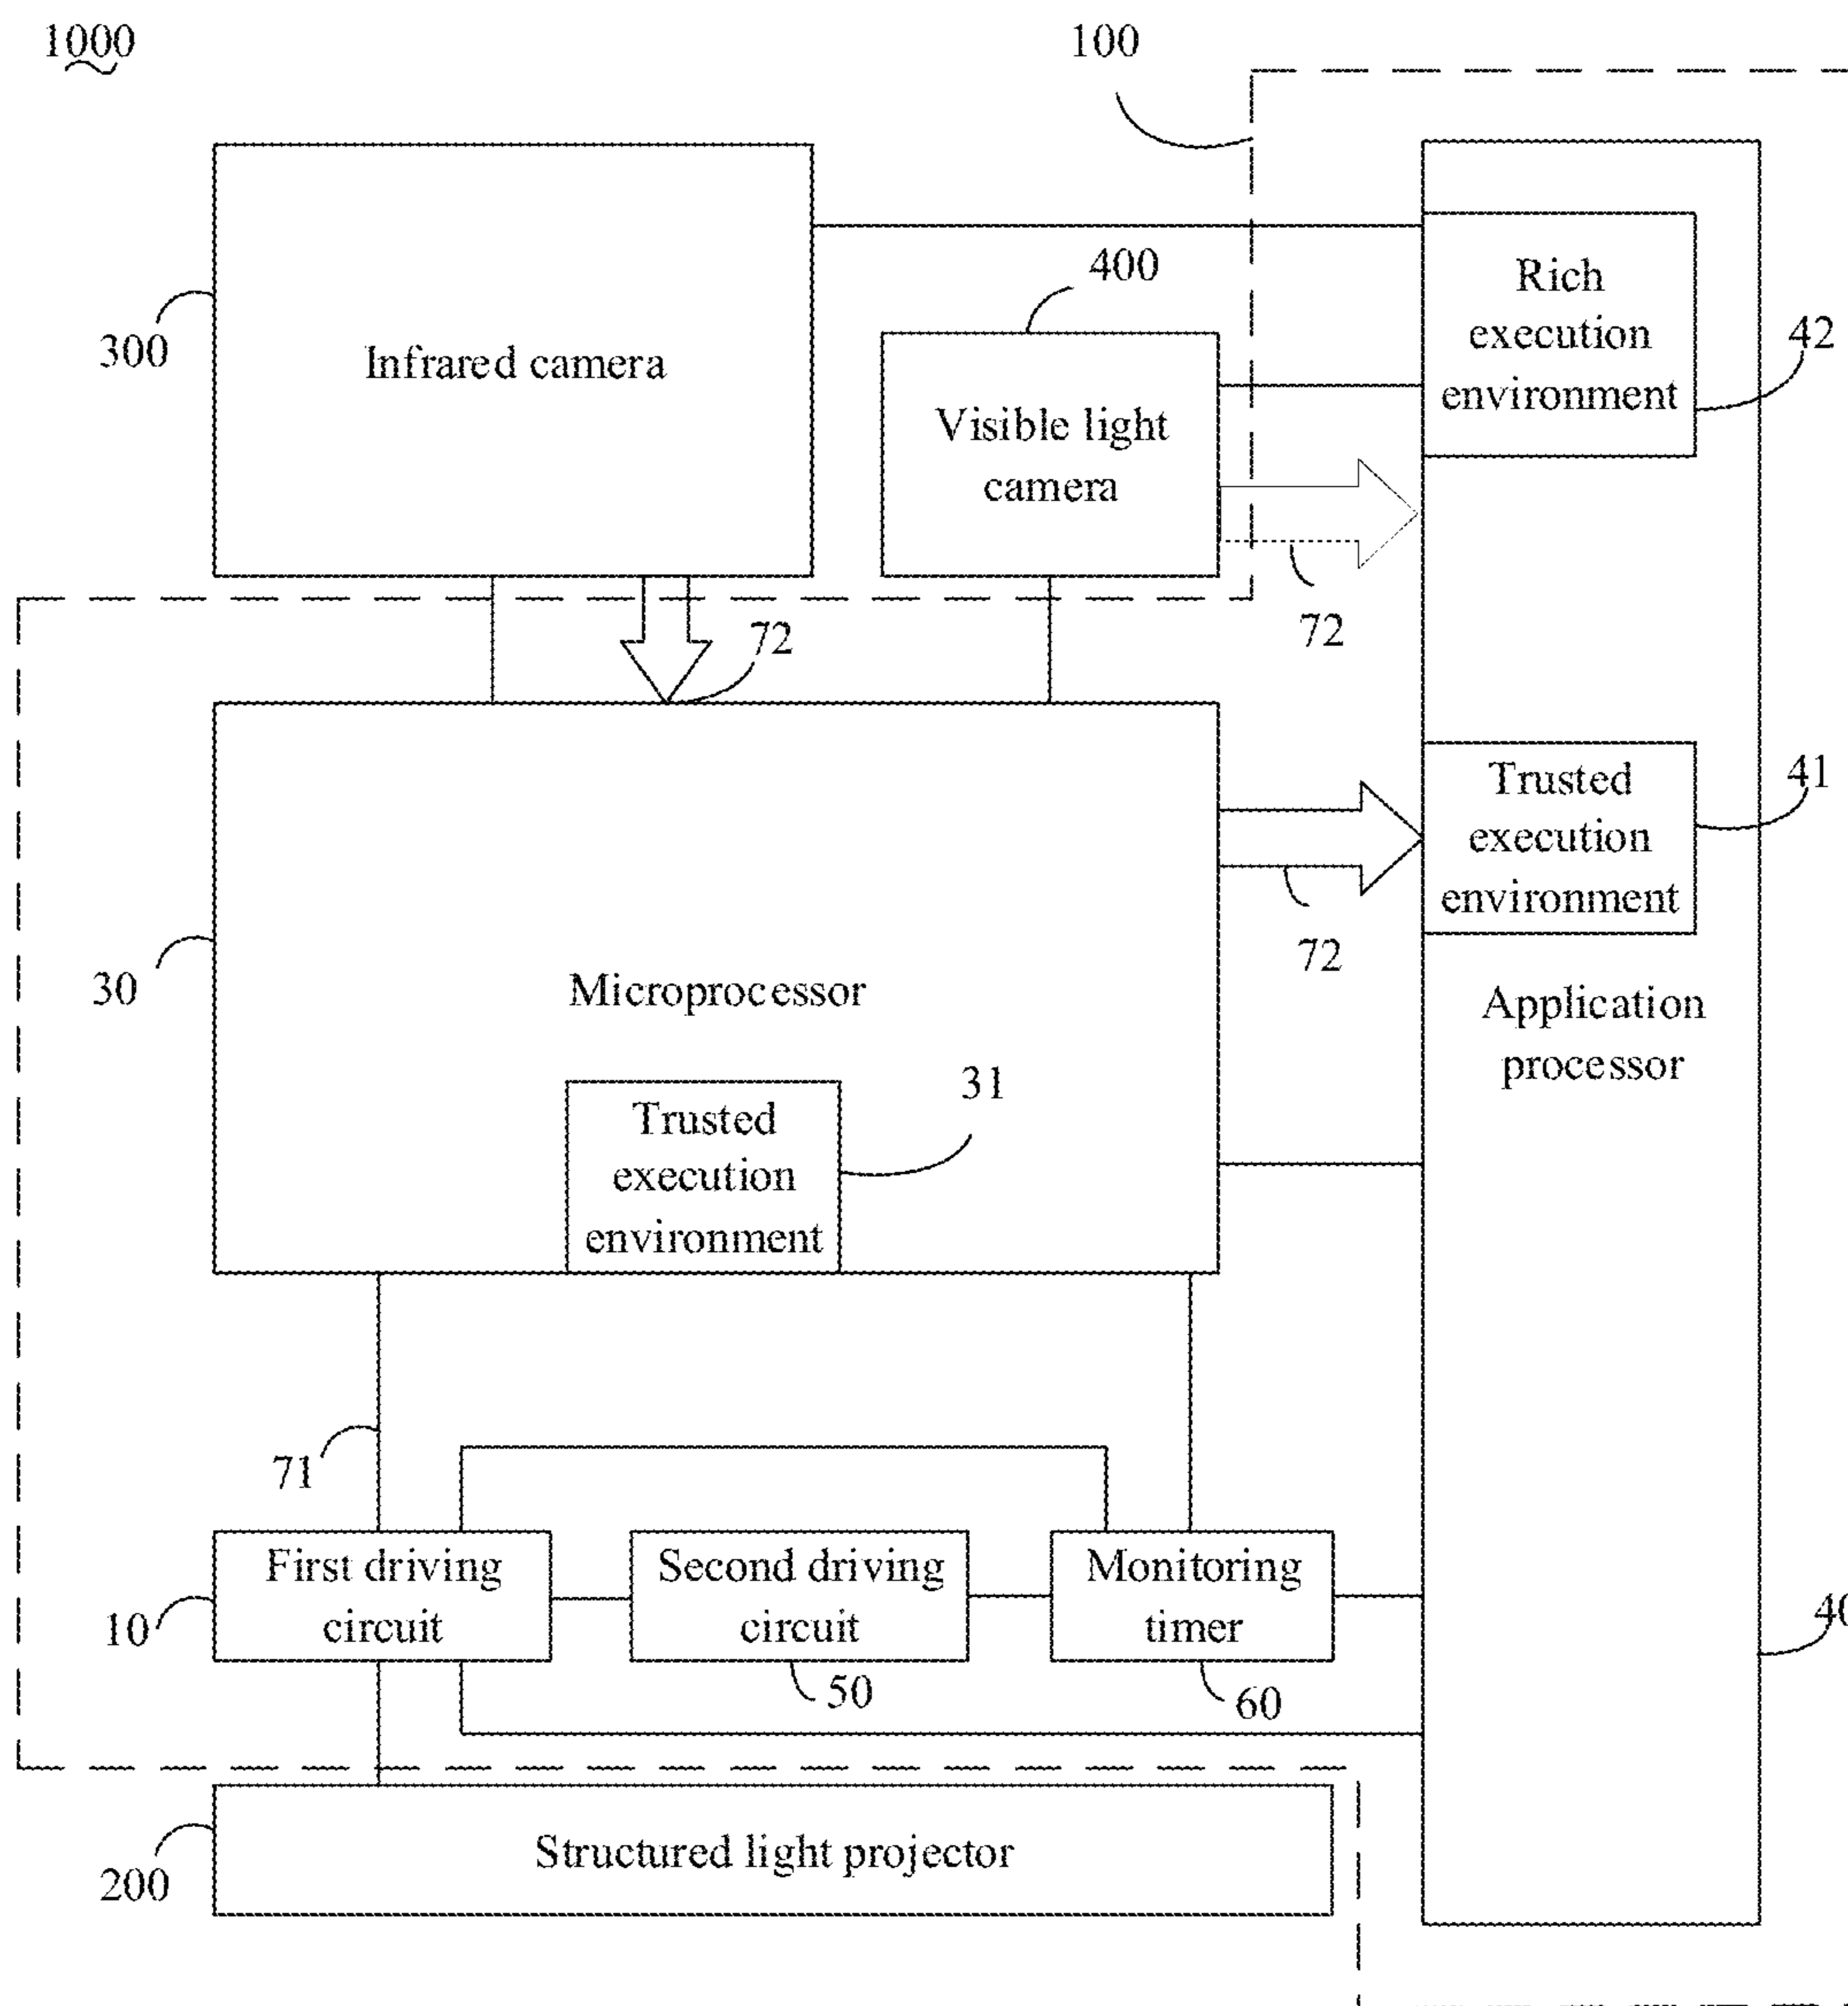 1000
100
300
Infrared camera
400
Visible light
camera
Rich
execution
environment
42
72
72
72
30
Microprocessor
Trusted
execution
environment
41
Application
processor
31
Trusted
execution
environment
71
First driving
circuit
10
Second driving
circuit
50
Monitoring
timer
60
40
Structured light projector
200